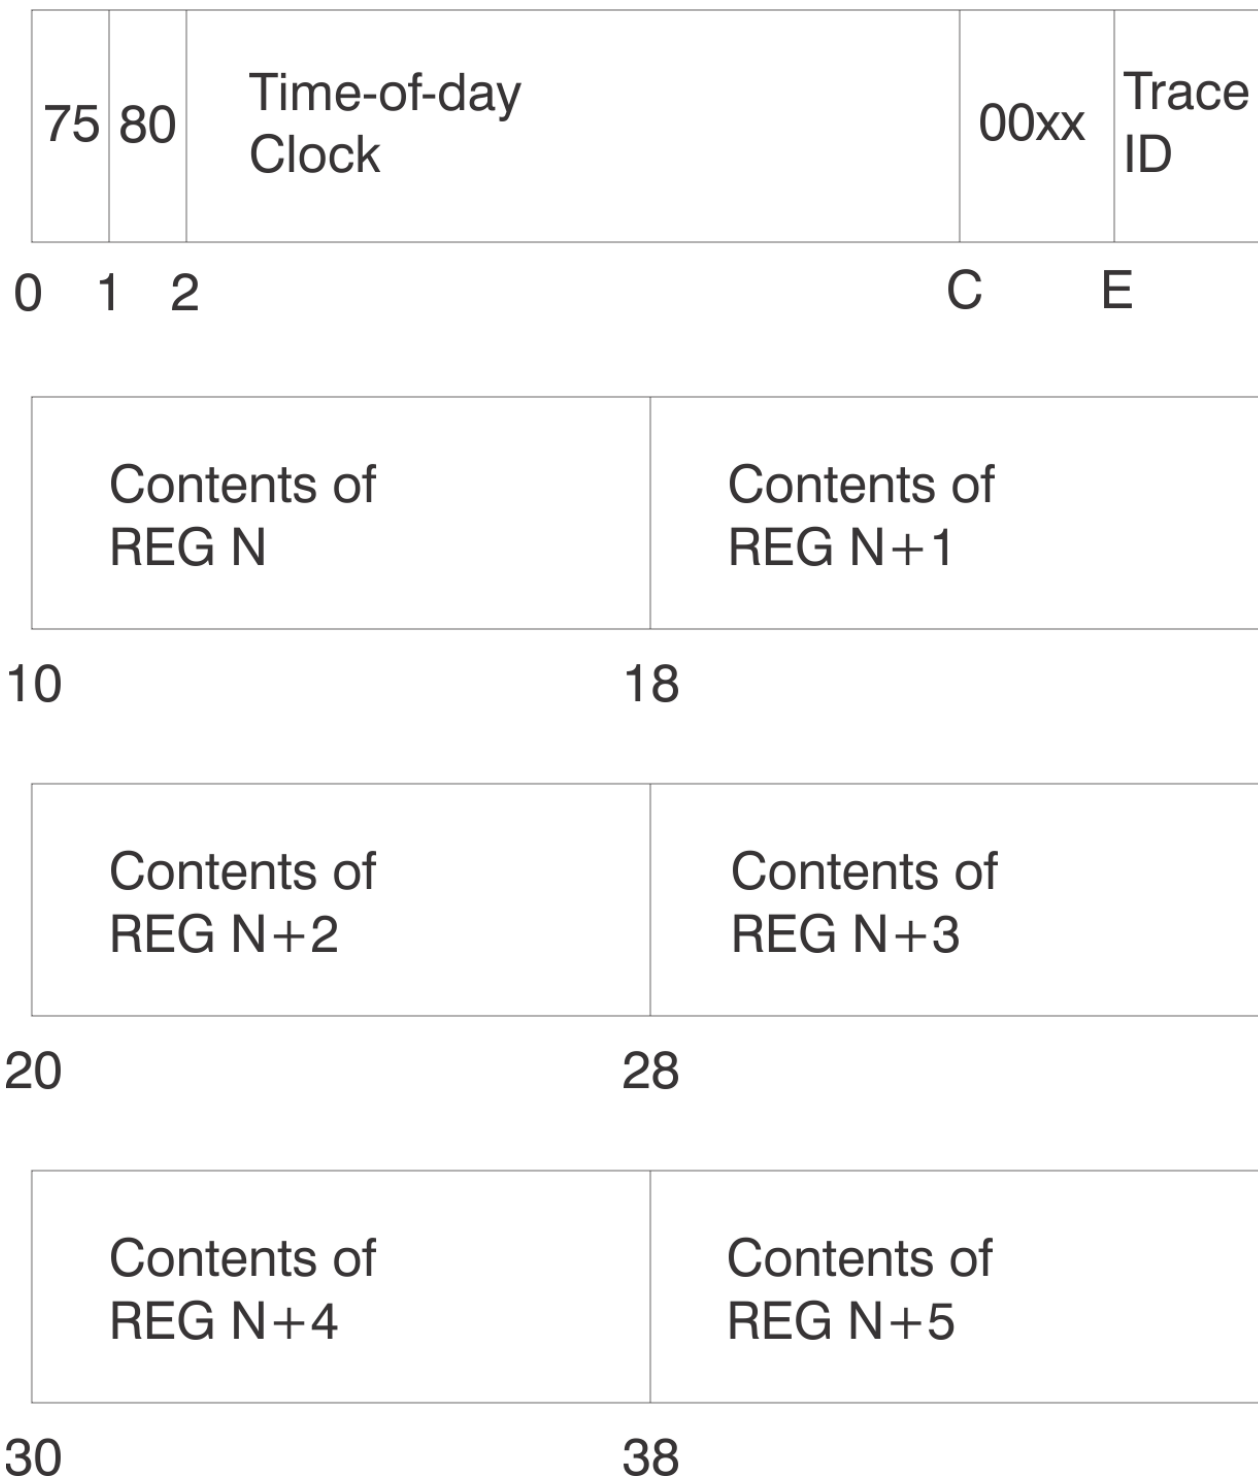 75 80 Time-of-day Clock 00xx Trace ID
0 1 2 C E
Contents of
REG N
Contents of
REG N+1
10 18
Contents of
REG N+2
Contents of
REG N+3
20 28
Contents of
REG N+4
Contents of
REG N+5
30 38